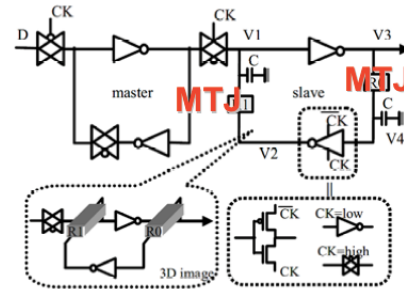 CK CK
D V1 V3
C
MTJ R1 MTJ R0
master slave
CK C
V2 V4
CK
R1 R0
3D image
CK CK=low
CK=high
CK